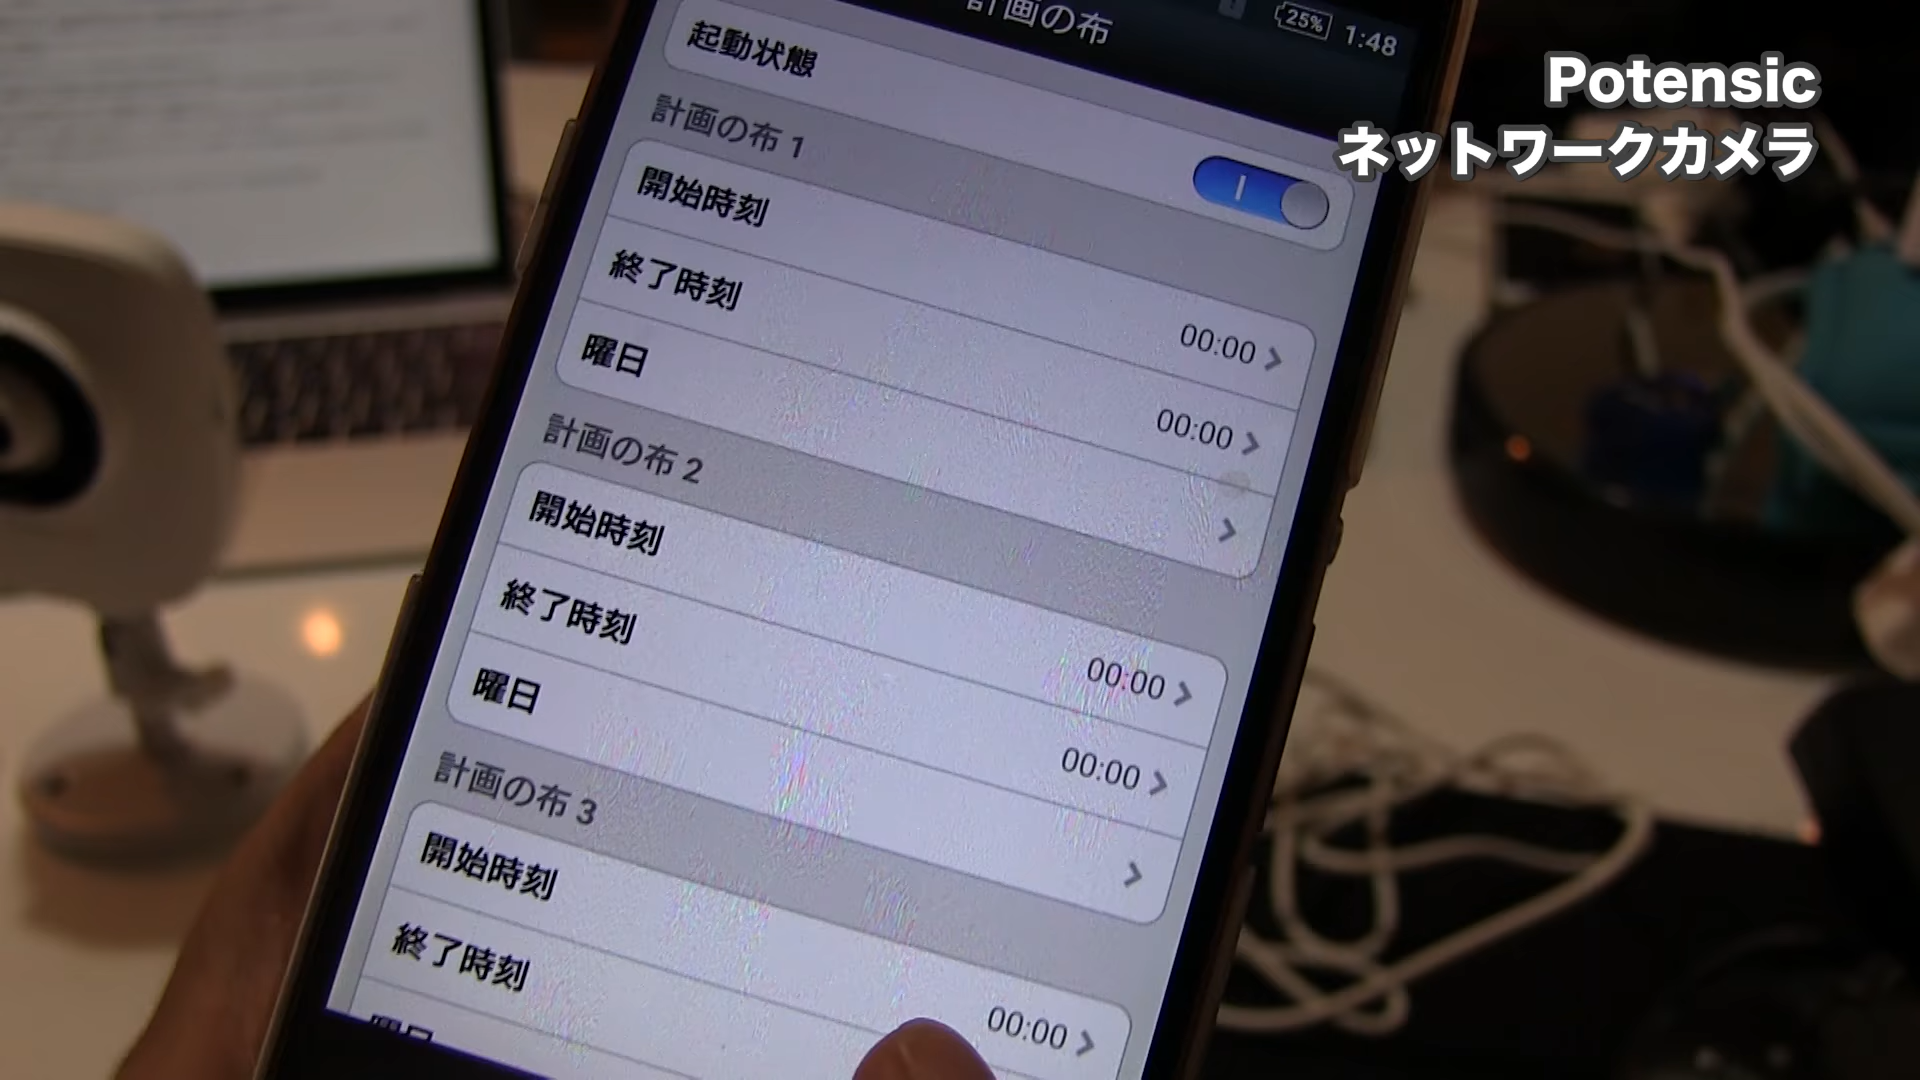 計画の布
25%
1:48
Potensic
ネットワークカメラ
起動状態
計画の布 1
開始時刻
00:00
終了時刻
00:00
曜日
計画の布 2
開始時刻
00:00
終了時刻
00:00
曜日
計画の布 3
開始時刻
00:00
終了時刻
曜日